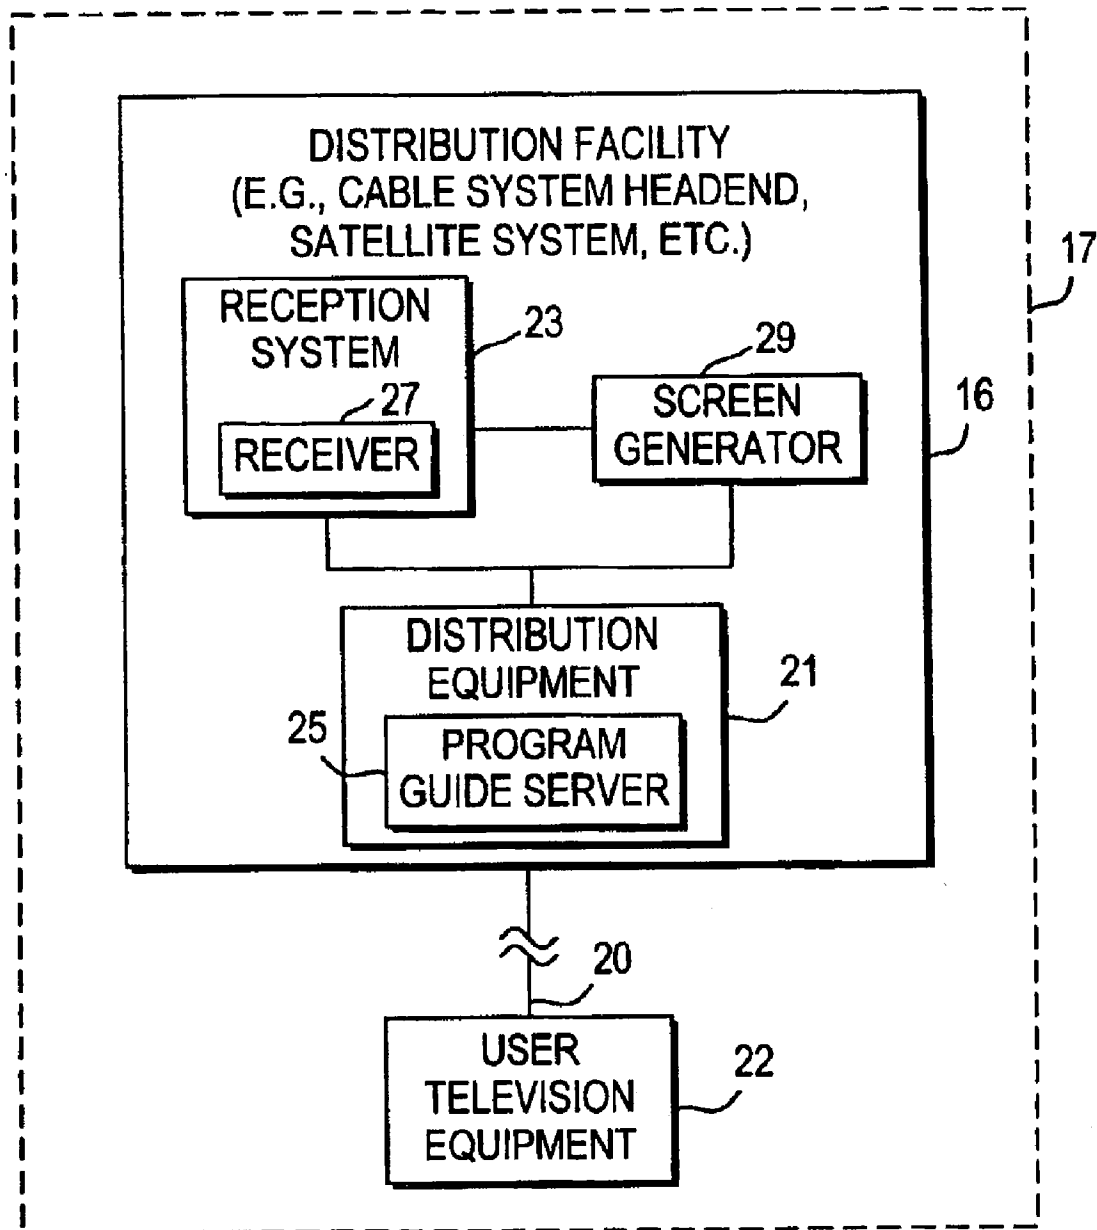 DISTRIBUTION FACILITY
(E.G., CABLE SYSTEM HEADEND,
SATELLITE SYSTEM, ETC.)
17
RECEPTION
SYSTEM
23
29
16
27
RECEIVER
SCREEN
GENERATOR
DISTRIBUTION
EQUIPMENT
21
25
PROGRAM
GUIDE SERVER
20
USER
TELEVISION
EQUIPMENT
22